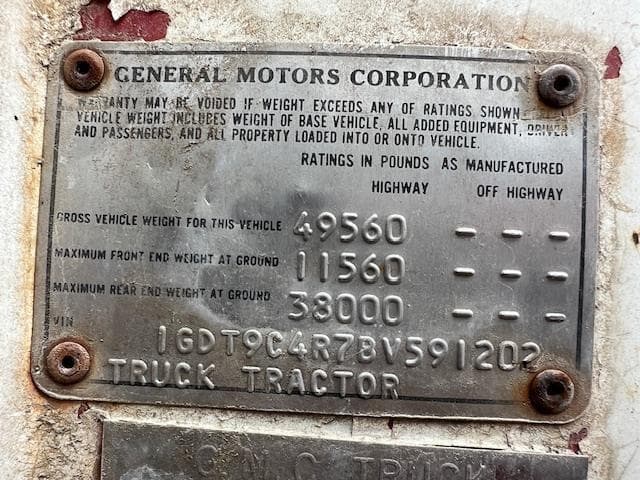 GENERAL MOTORS CORPORATION
WARRANTY MAY BE VOIDED IF WEIGHT EXCEEDS ANY OF RATINGS SHOWN.
VEHICLE WEIGHT INCLUDES WEIGHT OF BASE VEHICLE, ALL ADDED EQUIPMENT, DRIVER
AND PASSENGERS, AND ALL PROPERTY LOADED INTO OR ONTO VEHICLE.
RATINGS IN POUNDS AS MANUFACTURED
HIGHWAY OFF HIGHWAY
GROSS VEHICLE WEIGHT FOR THIS VEHICLE 49560 - - -
MAXIMUM FRONT END WEIGHT AT GROUND 11560 - - -
MAXIMUM REAR END WEIGHT AT GROUND 38000 - - -
VIN 1GDT9C4R7BV591202
TRUCK TRACTOR
GMC TRUCK